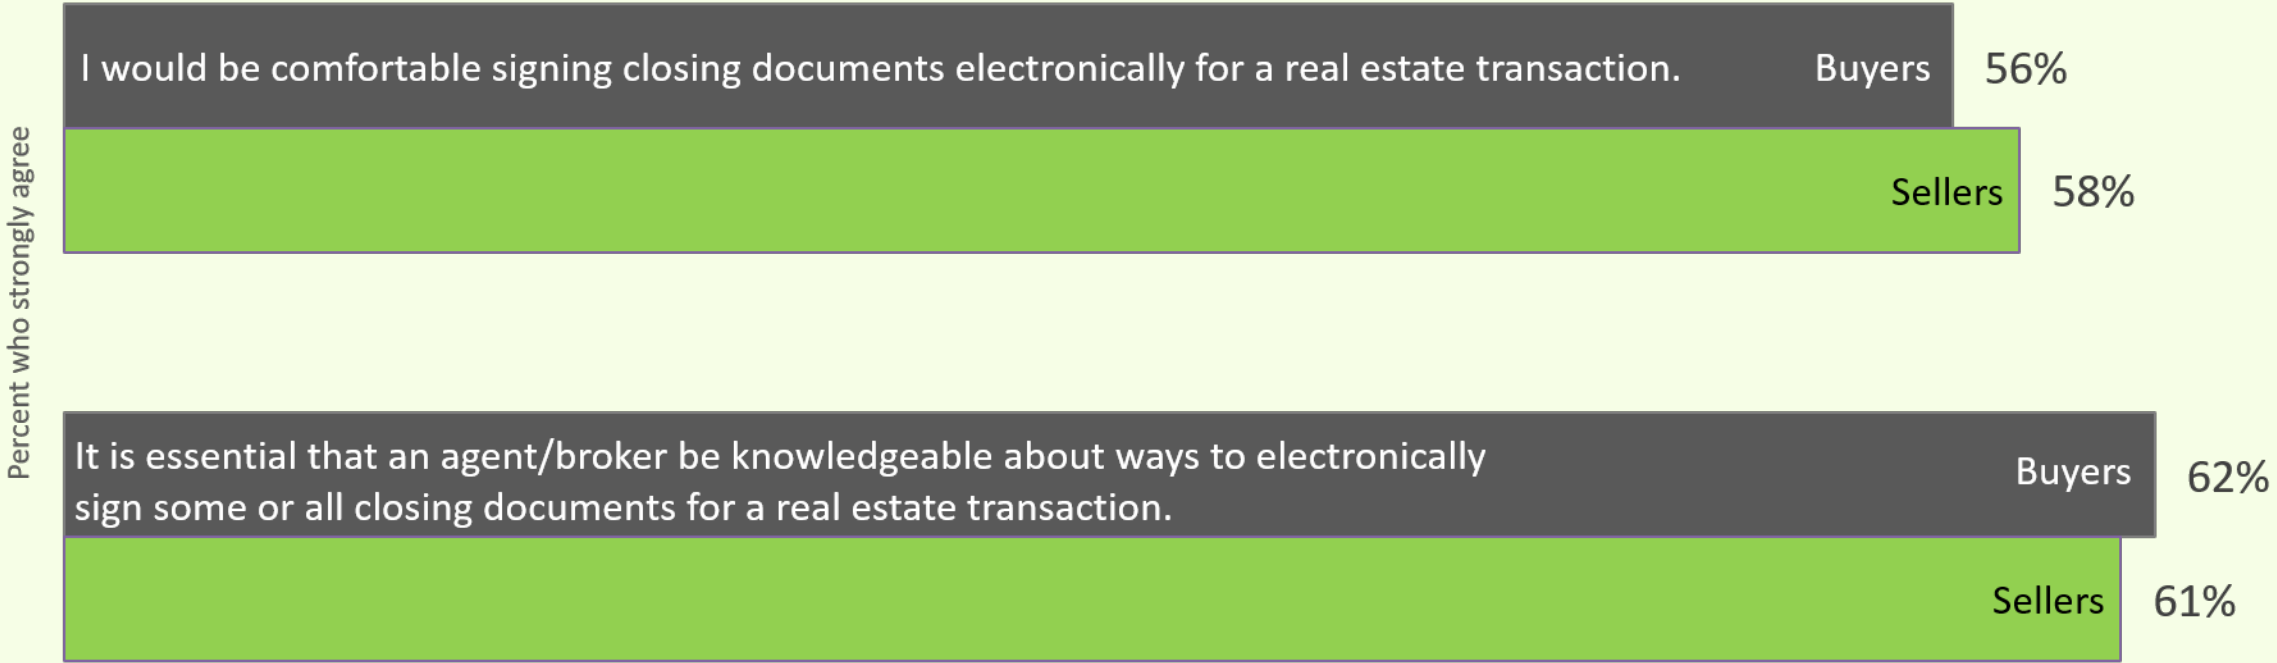 I would be comfortable signing closing documents electronically for a real estate transaction. Buyers 56%
Sellers 58%
Percent who strongly agree
It is essential that an agent/broker be knowledgeable about ways to electronically
sign some or all closing documents for a real estate transaction.
Buyers 62%
Sellers 61%